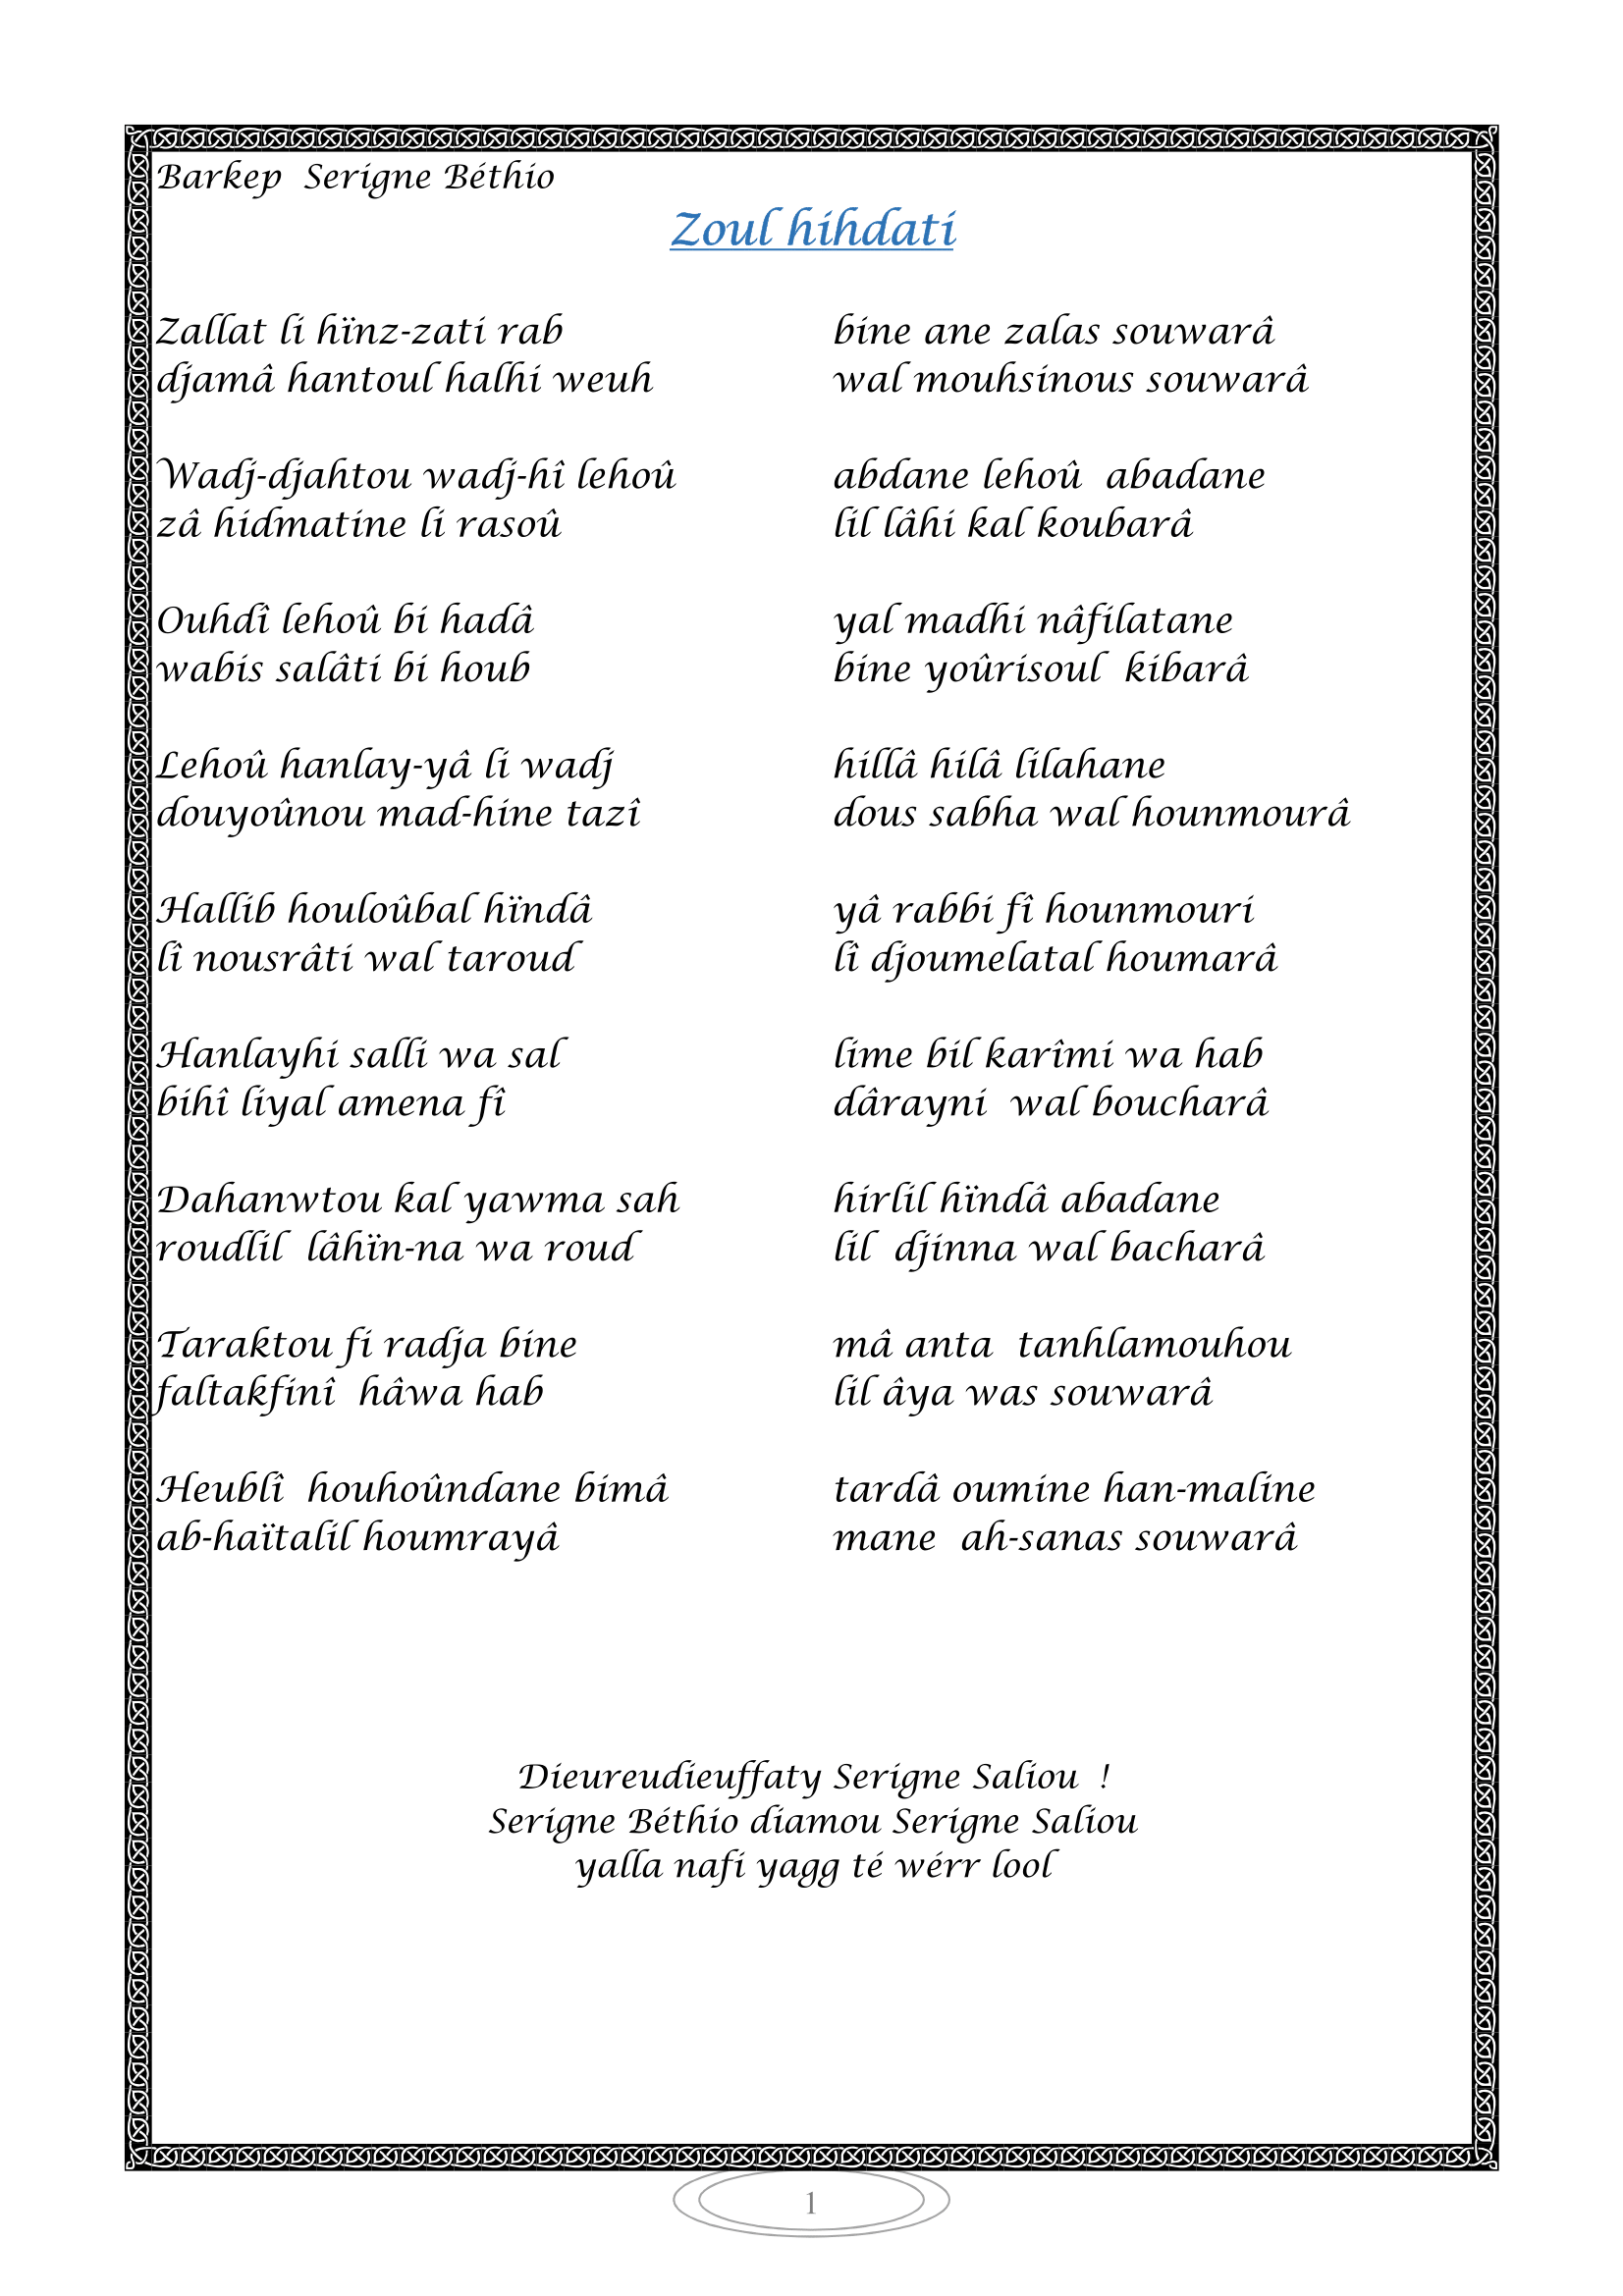 Barkep  Serigne Béthio
Zoul hihdati
Zallat li hïnz-zati rab bine ane zalas souwarâ
djamâ hantoul halhi weuh wal mouhsinous souwarâ
Wadj-djahtou wadj-hî lehoû abdane lehoû  abadane
zâ hidmatine li rasoû lil lâhi kal koubarâ
Ouhdî lehoû bi hadâ yal madhi nâfilatane
wabis salâti bi houb bine yoûrisoul  kibarâ
Lehoû hanlay-yâ li wadj hillâ hilâ lilahane
douyoûnou mad-hine tazî dous sabha wal hounmourâ
Hallib houloûbal hïndâ yâ rabbi fî hounmouri
lî nousrâti wal taroud lî djoumelatal houmarâ
Hanlayhi salli wa sal lime bil karîmi wa hab
bihî liyal amena fî dârayni  wal boucharâ
Dahanwtou kal yawma sah hirlil hïndâ abadane
roudlil  lâhïn-na wa roud lil  djinna wal bacharâ
Taraktou fi radja bine mâ anta  tanhlamouhou
faltakfinî  hâwa hab lil âya was souwarâ
Heublî  houhoûndane bimâ tardâ oumine han-maline
ab-haïtalil houmrayâ mane  ah-sanas souwarâ
Dieureudieuffaty Serigne Saliou  !
Serigne Béthio diamou Serigne Saliou
yalla nafi yagg té wérr lool
1